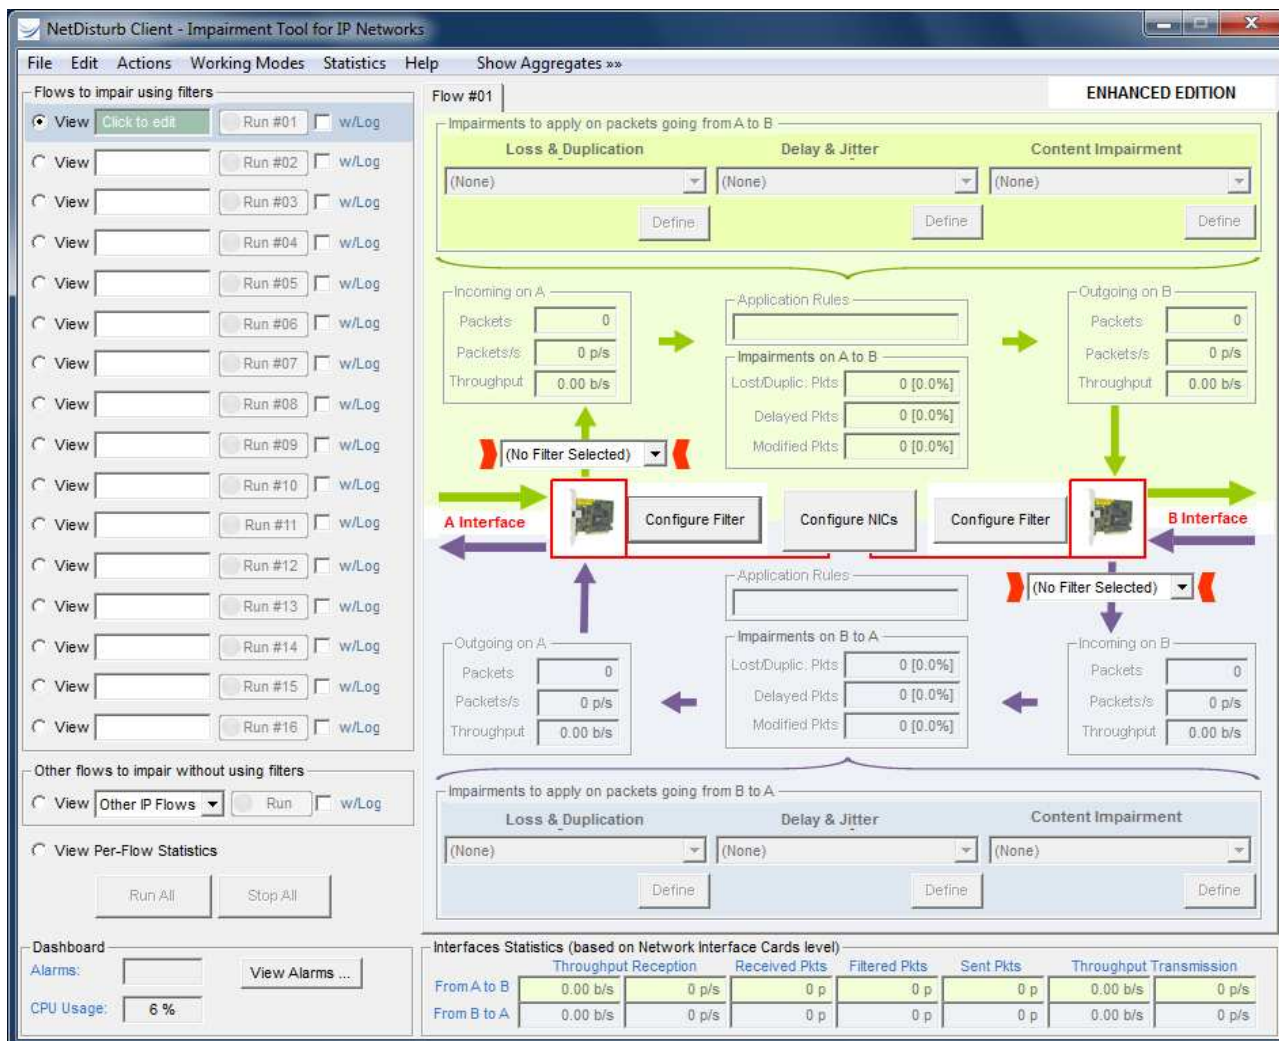 NetDisturb Client - Impairment Tool for IP Networks
File Edit Actions Working Modes Statistics Help Show Aggregates »»
Flows to impair using filters
View Click to edit Run #01 w/Log
View Run #02 w/Log
View Run #03 w/Log
View Run #04 w/Log
View Run #05 w/Log
View Run #06 w/Log
View Run #07 w/Log
View Run #08 w/Log
View Run #09 w/Log
View Run #10 w/Log
View Run #11 w/Log
View Run #12 w/Log
View Run #13 w/Log
View Run #14 w/Log
View Run #15 w/Log
View Run #16 w/Log
Other flows to impair without using filters
View Other IP Flows Run w/Log
View Per-Flow Statistics
Run All Stop All
Dashboard
Alarms: View Alarms ...
CPU Usage: 6 %
Flow #01 ENHANCED EDITION
Impairments to apply on packets going from A to B
Loss & Duplication Delay & Jitter Content Impairment
(None) (None) (None)
Define Define Define
Incoming on A
Packets 0
Packets/s 0 p/s
Throughput 0.00 b/s
Application Rules
Impairments on A to B
Lost/Duplic. Pkts 0 [0.0%]
Delayed Pkts 0 [0.0%]
Modified Pkts 0 [0.0%]
Outgoing on B
Packets 0
Packets/s 0 p/s
Throughput 0.00 b/s
(No Filter Selected)
A Interface Configure Filter Configure NICs Configure Filter B Interface
(No Filter Selected)
Outgoing on A
Packets 0
Packets/s 0 p/s
Throughput 0.00 b/s
Application Rules
Impairments on B to A
Lost/Duplic. Pkts 0 [0.0%]
Delayed Pkts 0 [0.0%]
Modified Pkts 0 [0.0%]
Incoming on B
Packets 0
Packets/s 0 p/s
Throughput 0.00 b/s
Impairments to apply on packets going from B to A
Loss & Duplication Delay & Jitter Content Impairment
(None) (None) (None)
Define Define Define
Interfaces Statistics (based on Network Interface Cards level)
Throughput Reception Received Pkts Filtered Pkts Sent Pkts Throughput Transmission
From A to B 0.00 b/s 0 p/s 0 p 0 p 0 p 0.00 b/s 0 p/s
From B to A 0.00 b/s 0 p/s 0 p 0 p 0 p 0.00 b/s 0 p/s